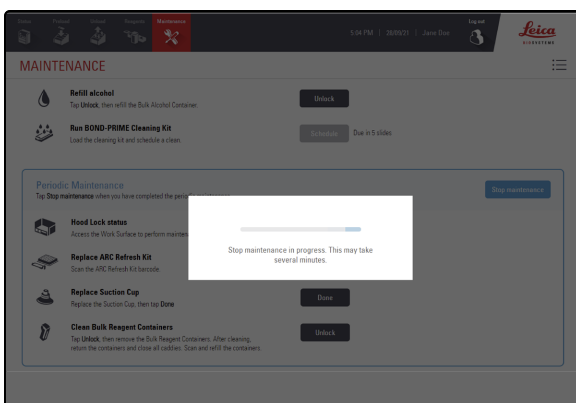 Status Preload Unload Reagents Maintenance
5:04 PM 28/09/21 Jane Doe Log out Leica
BIOSYSTEMS
MAINTENANCE
Refill alcohol
Tap Unlock, then refill the Bulk Alcohol Container.
Unlock
Run BOND-PRIME Cleaning Kit
Load the cleaning kit and schedule a clean.
Schedule Due in 5 slides
Periodic Maintenance
Tap Stop maintenance when you have completed the
Stop maintenance
Hood Lock status
Access the Work Surface to perform
Stop maintenance in progress. This may take
several minutes.
Replace ARC Refresh Kit
Scan the ARC Refresh Kit barcode
Replace Suction Cup
Replace the Suction Cup, then tap Done
Done
Clean Bulk Reagent Containers
Tap Unlock, then remove the Bulk Reagent Containers. After cleaning,
return the containers and close all caddies. Scan and refill the containers.
Unlock